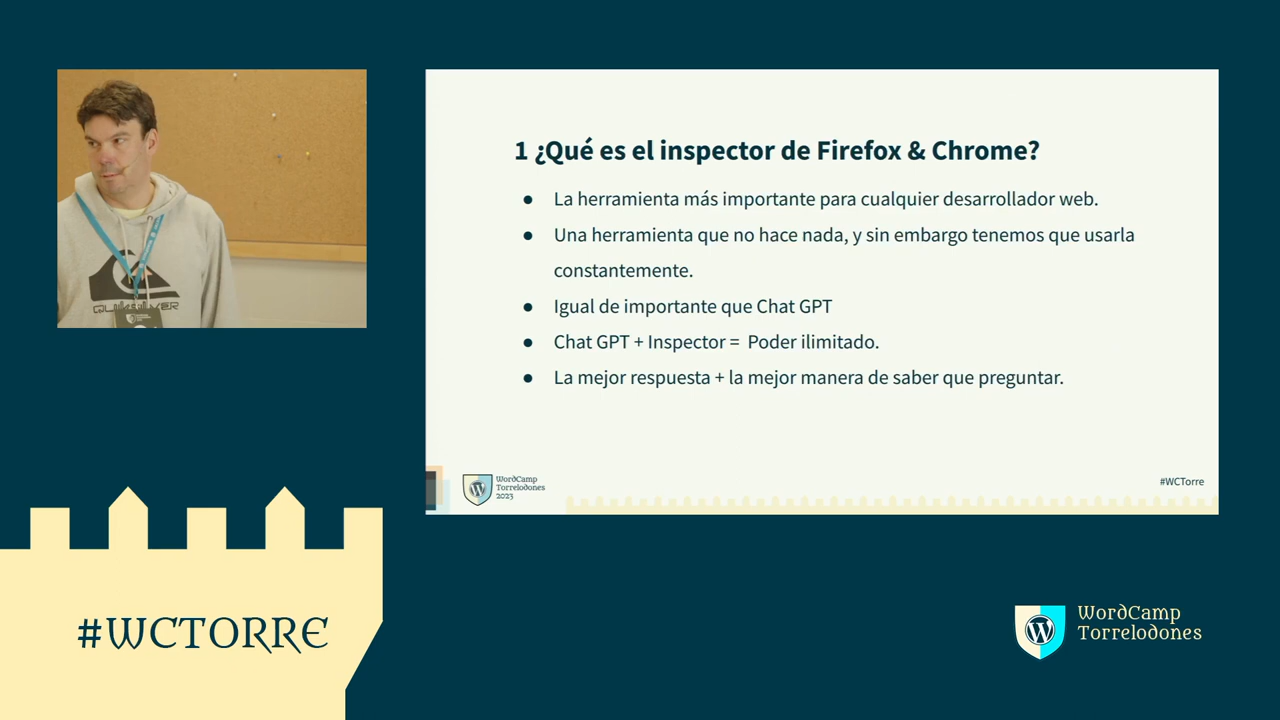 1 ¿Qué es el inspector de Firefox & Chrome?
● La herramienta más importante para cualquier desarrollador web.
● Una herramienta que no hace nada, y sin embargo tenemos que usarla
constantemente.
● Igual de importante que Chat GPT
● Chat GPT + Inspector = Poder ilimitado.
● La mejor respuesta + la mejor manera de saber que preguntar.
QUIKSILVER
WordCamp
Torrelodones
2023
#WCTorre
#WCTORRE
WordCamp
Torrelodones